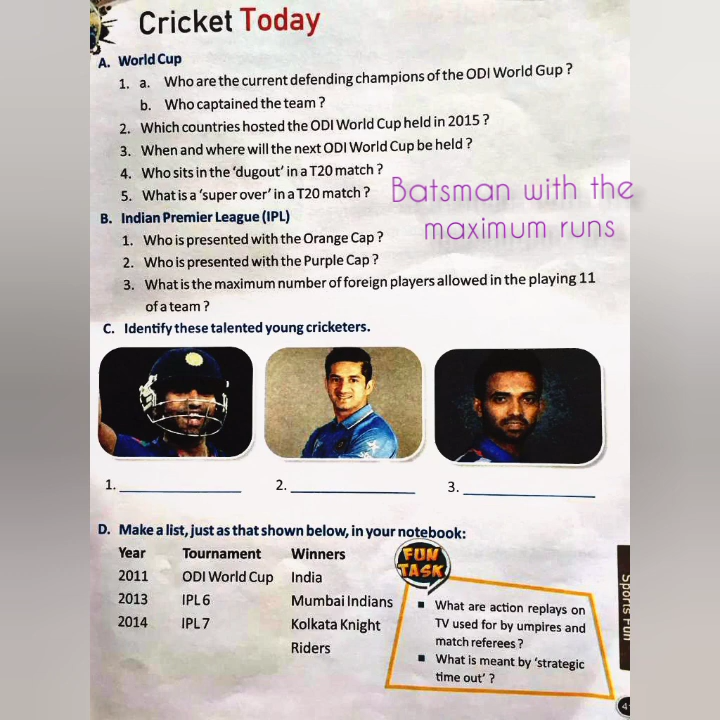 Cricket Today
A. World Cup
1. a. Who are the current defending champions of the ODI World Gup ?
b. Who captained the team ?
2. Which countries hosted the ODI World Cup held in 2015 ?
3. When and where will the next ODI World Cup be held ?
4. Who sits in the 'dugout' in a T20 match ?
5. What is a 'super over' in a T20 match ?
Batsman with the
maximum runs
B. Indian Premier League (IPL)
1. Who is presented with the Orange Cap ?
2. Who is presented with the Purple Cap ?
3. What is the maximum number of foreign players allowed in the playing 11
of a team ?
C. Identify these talented young cricketers.
1. 2. 3.
D. Make a list, just as that shown below, in your notebook:
Year Tournament Winners
2011 ODI World Cup India
2013 IPL 6 Mumbai Indians
2014 IPL 7 Kolkata Knight
Riders
FUN
TASK
■ What are action replays on
TV used for by umpires and
match referees ?
■ What is meant by 'strategic
time out' ?
Sports Fun